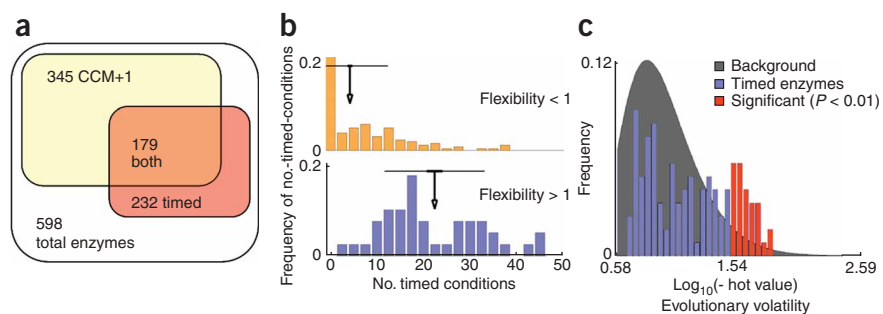 a
345 CCM+1
179
both
232 timed
598
total enzymes
b
Frequency of no.-timed-conditions
0.2
Flexibility < 1
0
0.2
Flexibility > 1
0
0 10 20 30 40 50
No. timed conditions
c
Frequency
0.12
Background
Timed enzymes
Significant (P < 0.01)
0
0.58 1.54 2.59
Log10(- hot value)
Evolutionary volatility